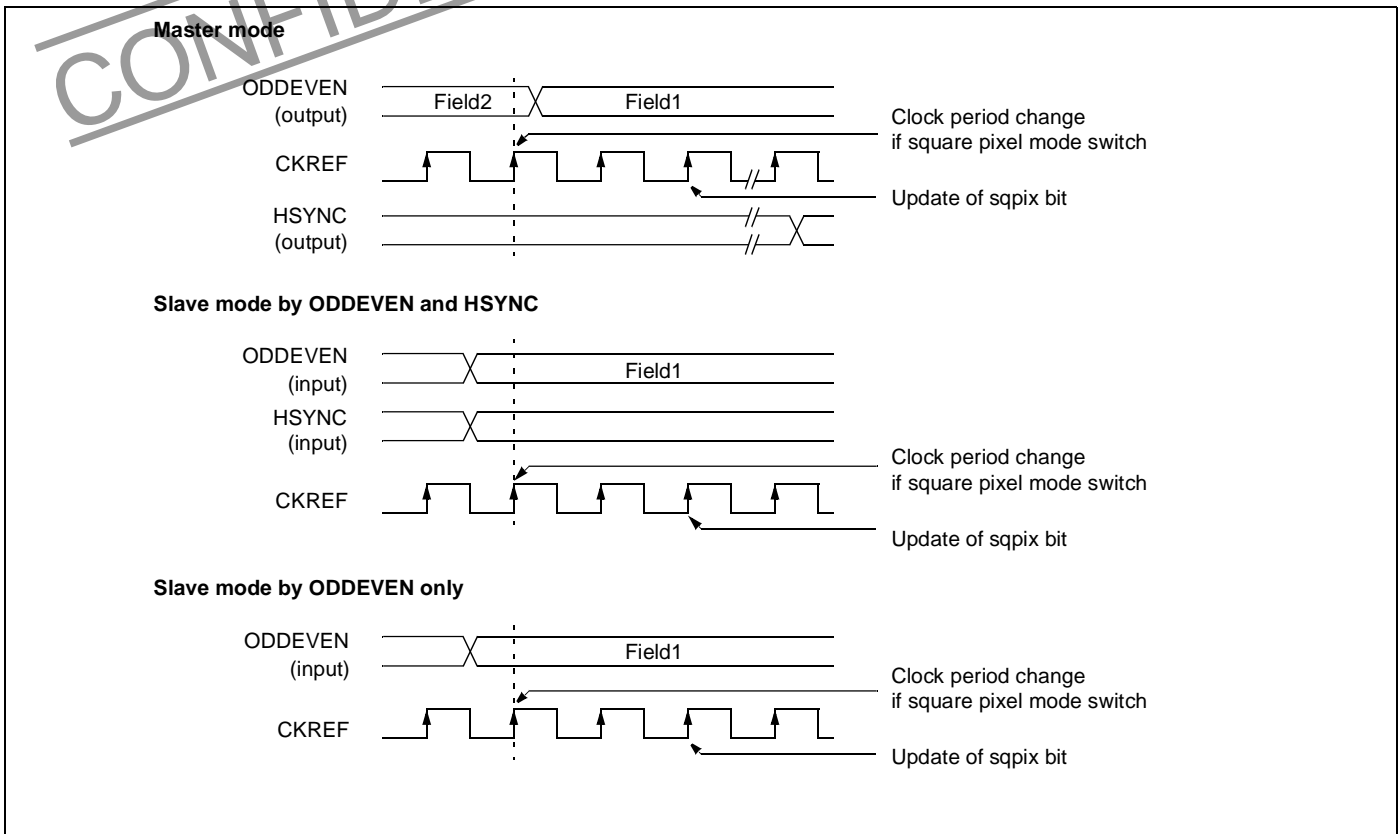 CONFIDE
Master mode
ODDEVEN
(output)
Field2
Field1
Clock period change
if square pixel mode switch
CKREF
Update of sqpix bit
HSYNC
(output)
Slave mode by ODDEVEN and HSYNC
ODDEVEN
(input)
Field1
HSYNC
(input)
Clock period change
if square pixel mode switch
CKREF
Update of sqpix bit
Slave mode by ODDEVEN only
ODDEVEN
(input)
Field1
Clock period change
if square pixel mode switch
CKREF
Update of sqpix bit